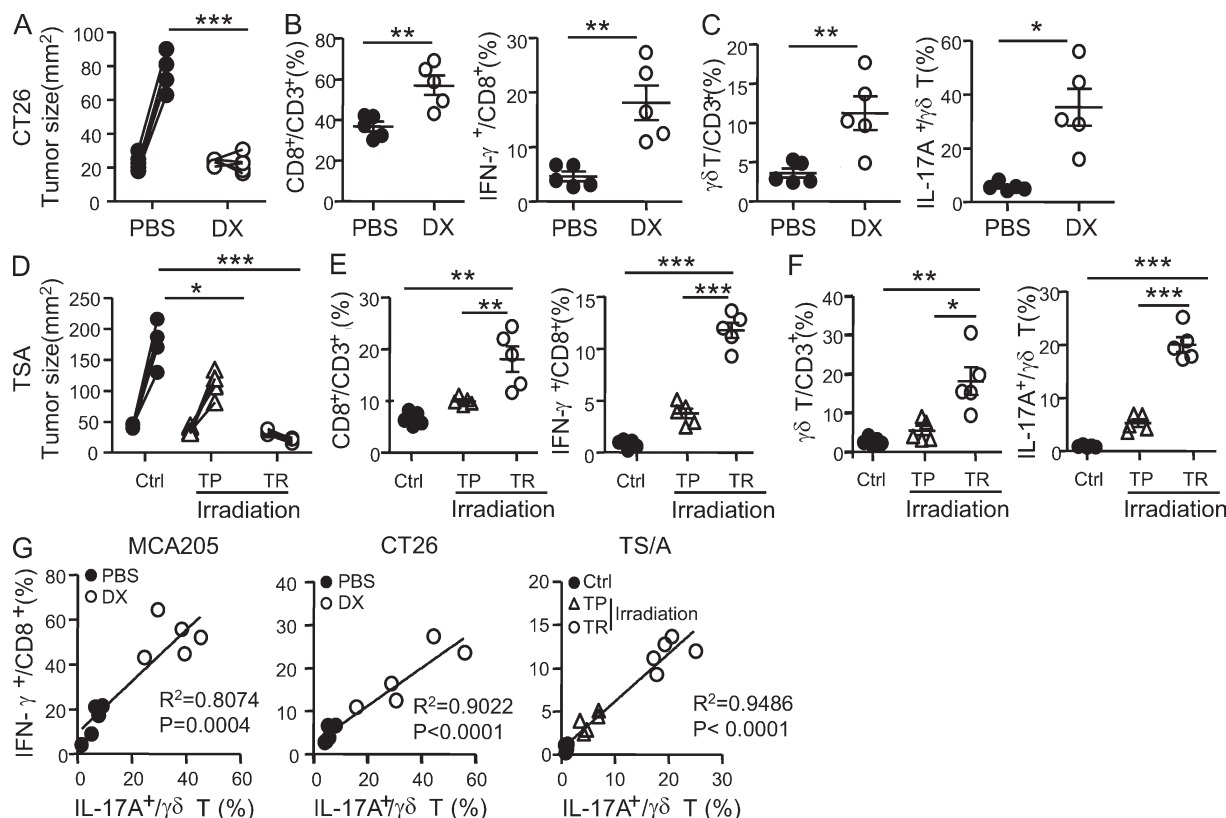 A
CT26
Tumor size(mm²)
100
80
60
40
20
0
***
PBS DX
B
CD8⁺/CD3⁺(%)
80
60
40
20
0
**
PBS DX
IFN-γ ⁺/CD8⁺(%)
30
20
10
0
**
PBS DX
C
γδ T/CD3⁺(%)
20
15
10
5
0
**
PBS DX
IL-17A ⁺/γδ T(%)
60
40
20
0
*
PBS DX
D
TSA
Tumor size(mm²)
250
200
150
100
50
0
***
*
Ctrl TP TR
Irradiation
E
CD8⁺/CD3⁺ (%)
30
20
10
0
**
**
Ctrl TP TR
Irradiation
IFN-γ ⁺/CD8⁺(%)
15
10
5
0
***
***
Ctrl TP TR
Irradiation
F
γδ T/CD3⁺(%)
40
30
20
10
0
**
*
Ctrl TP TR
Irradiation
IL-17A⁺/γδ T(%)
30
20
10
0
***
***
Ctrl TP TR
Irradiation
G
MCA205
IFN- γ ⁺/CD8 ⁺(%)
80
60
40
20
0
PBS
DX
R²=0.8074
P=0.0004
0 20 40 60
IL-17A⁺/γδ T (%)
CT26
40
30
20
10
0
PBS
DX
R²=0.9022
P<0.0001
0 20 40 60
IL-17A⁺/γδ T (%)
TS/A
20
15
10
5
0
Ctrl
TP
TR
Irradiation
R²=0.9486
P< 0.0001
0 10 20 30
IL-17A⁺/γδ T (%)